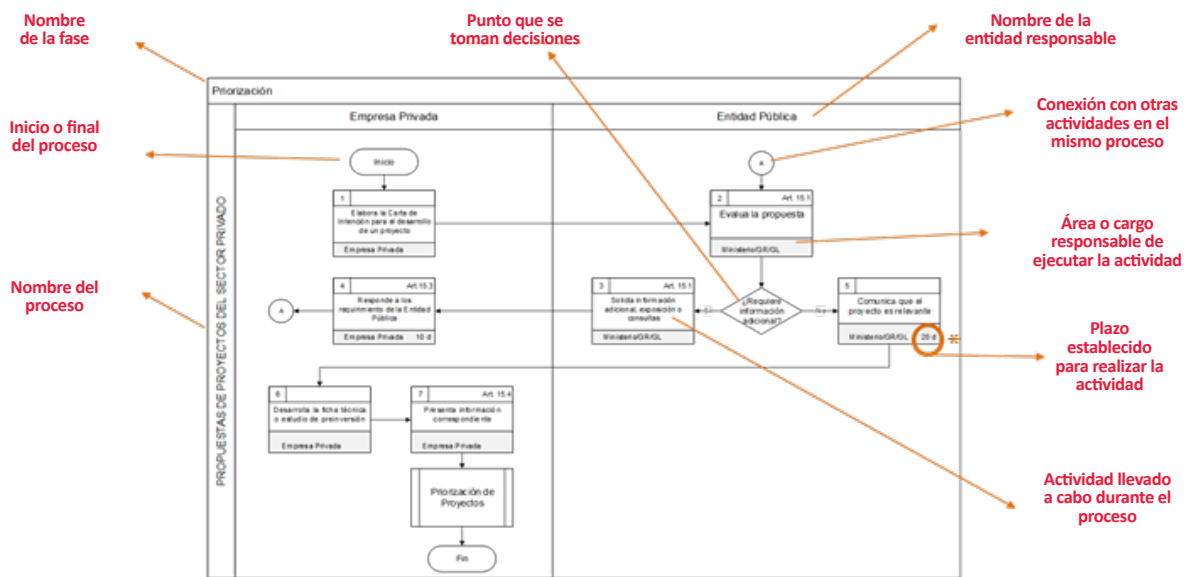 Nombre
de la fase
Punto que se
toman decisiones
Nombre de la
entidad responsable
Inicio o final
del proceso
Conexión con otras
actividades en el
mismo proceso
Nombre del
proceso
Área o cargo
responsable de
ejecutar la actividad
Plazo
establecido
para realizar la
actividad
Actividad llevado
a cabo durante el
proceso
Priorización
PROPUESTAS DE PROYECTOS DEL SECTOR PRIVADO
Empresa Privada
Entidad Pública
Inicio
A
1
Elabora la Carta de
Intención para el desarrollo
de un proyecto
Empresa Privada
2 Art. 15.1
Evalua la propuesta
Ministerio/GR/GL
¿Requiere
información
adicional?
3 Art.15.1
Solicita información
adicional, exposición o
consultas
Ministerio/GR/GL
4 Art.15.3
Responde a los
requirimiento de la Entidad
Pública
Empresa Privada 10 d
A
5
Comunica que el
proyecto es relevante
Ministerio/GR/GL 20 d
6
Desarrolla la ficha técnica
o estudio de preinversión
Empresa Privada
7 Art. 15.4
Presenta información
correspondiente
Empresa Privada
Priorización de
Proyectos
Fin